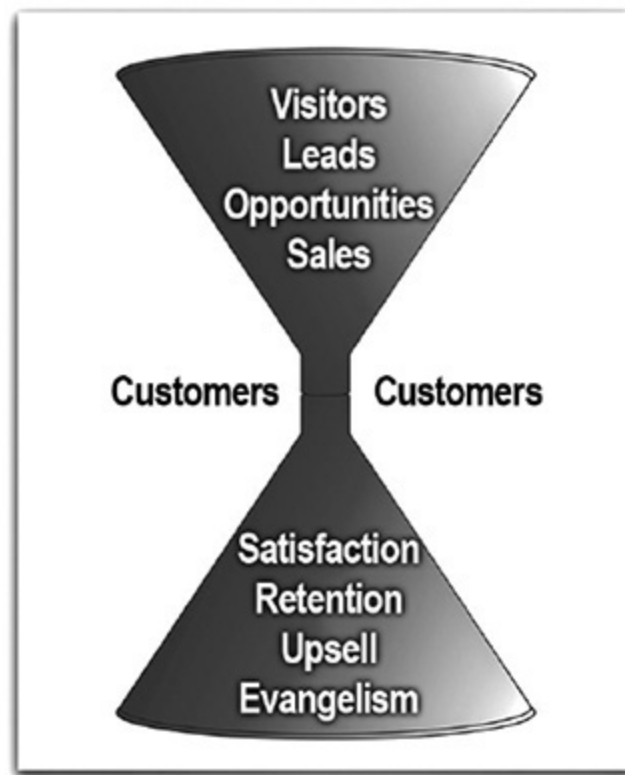 Visitors
Leads
Opportunities
Sales
Customers Customers
Satisfaction
Retention
Upsell
Evangelism